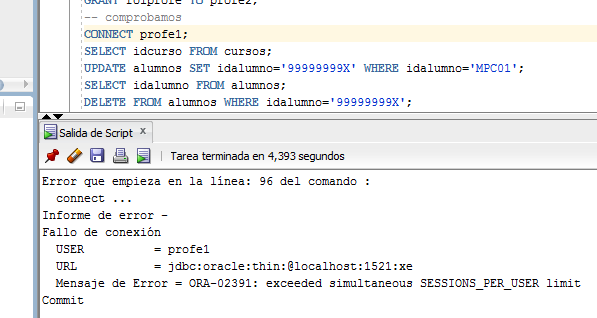 GRANT rolprofe TO profe2;
-- comprobamos
CONNECT profe1;
SELECT idcurso FROM cursos;
UPDATE alumnos SET idalumno='99999999X' WHERE idalumno='MPC01';
SELECT idalumno FROM alumnos;
DELETE FROM alumnos WHERE idalumno='99999999X';
Salida de Script x
Tarea terminada en 4,393 segundos
Error que empieza en la línea: 96 del comando :
connect ...
Informe de error -
Fallo de conexión
USER = profe1
URL = jdbc:oracle:thin:@localhost:1521:xe
Mensaje de Error = ORA-02391: exceeded simultaneous SESSIONS_PER_USER limit
Commit